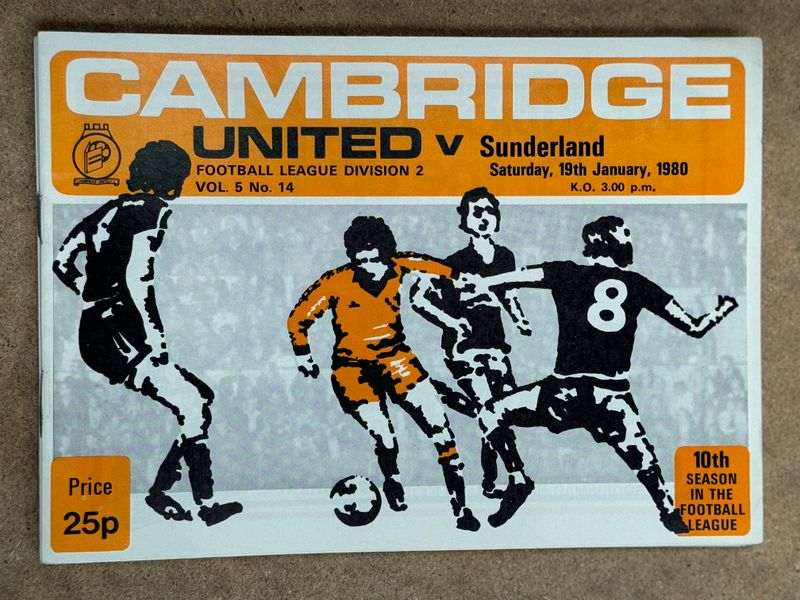 CAMBRIDGE
UNITED v Sunderland
FOOTBALL LEAGUE DIVISION 2
Saturday, 19th January, 1980
VOL. 5 No. 14
K.O. 3.00 p.m.
8
Price
25p
10th
SEASON
IN THE
FOOTBALL
LEAGUE